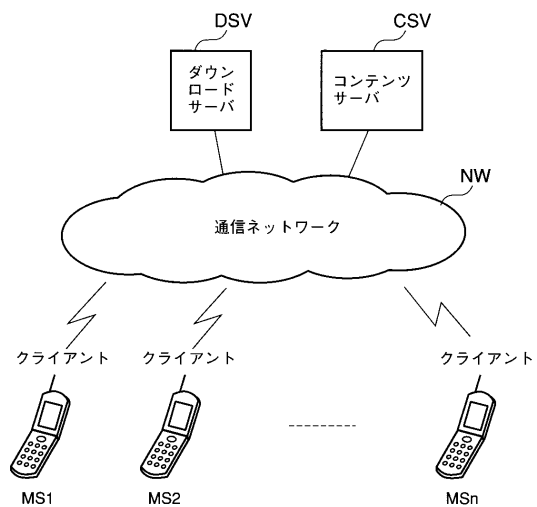 DSV
CSV
ダウン
ロード
サーバ
コンテンツ
サーバ
NW
通信ネットワーク
クライアント
クライアント
クライアント
MS1
MS2
MSn